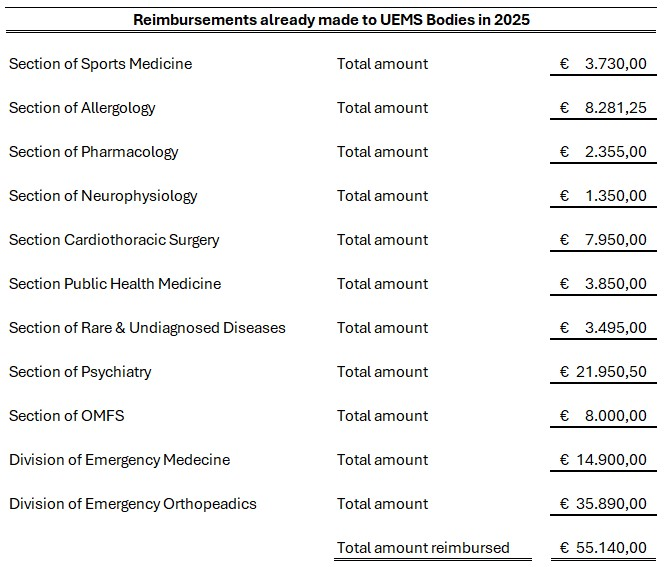 Reimbursements already made to UEMS Bodies in 2025
Section of Sports Medicine Total amount € 3.730,00
Section of Allergology Total amount € 8.281,25
Section of Pharmacology Total amount € 2.355,00
Section of Neurophysiology Total amount € 1.350,00
Section Cardiothoracic Surgery Total amount € 7.950,00
Section Public Health Medicine Total amount € 3.850,00
Section of Rare & Undiagnosed Diseases Total amount € 3.495,00
Section of Psychiatry Total amount € 21.950,50
Section of OMFS Total amount € 8.000,00
Division of Emergency Medecine Total amount € 14.900,00
Division of Emergency Orthopeadics Total amount € 35.890,00
Total amount reimbursed € 55.140,00